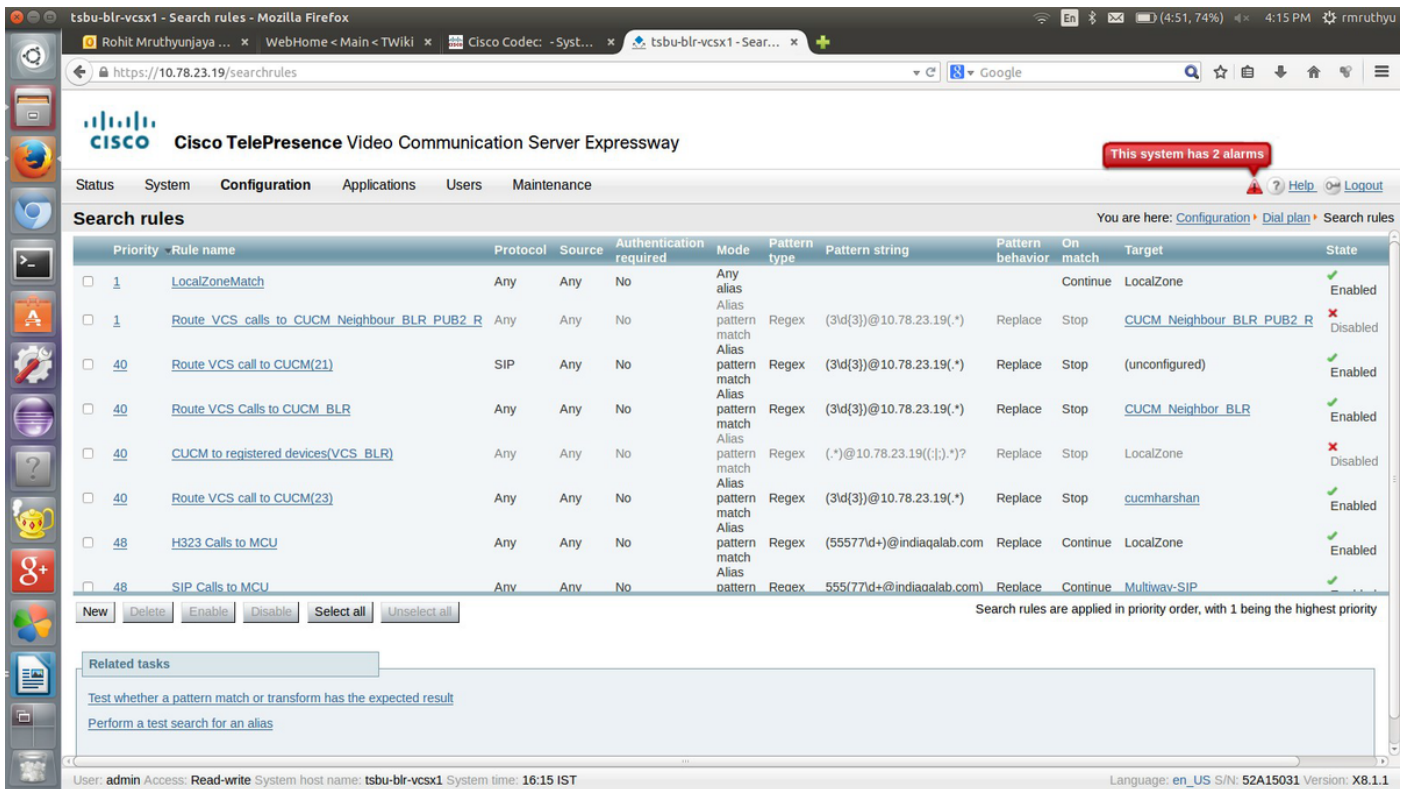 tsbu-blr-vcsx1 - Search rules - Mozilla Firefox
En (4:51, 74%) 4:15 PM rmruthyu
Rohit Mruthyunjaya ... × WebHome < Main < TWiki × Cisco Codec: - Syst... × tsbu-blr-vcsx1 - Sear... ×
https://10.78.23.19/searchrules
Google
CISCO Cisco TelePresence Video Communication Server Expressway
This system has 2 alarms
Status System Configuration Applications Users Maintenance
Help Logout
Search rules
You are here: Configuration Dial plan Search rules
Priority Rule name Protocol Source Authentication required Mode Pattern type Pattern string Pattern behavior On match Target State
1 LocalZoneMatch Any Any No Any alias Continue LocalZone Enabled
1 Route VCS calls to CUCM Neighbour BLR PUB2 R Any Any No Alias pattern match Regex (3\d{3})@10.78.23.19(.*) Replace Stop CUCM Neighbour BLR PUB2 R Disabled
40 Route VCS call to CUCM(21) SIP Any No Alias pattern match Regex (3\d{3})@10.78.23.19(.*) Replace Stop (unconfigured) Enabled
40 Route VCS Calls to CUCM BLR Any Any No Alias pattern match Regex (3\d{3})@10.78.23.19(.*) Replace Stop CUCM Neighbor BLR Enabled
40 CUCM to registered devices(VCS BLR) Any Any No Alias pattern match Regex (.*)@10.78.23.19((:|;).*)? Replace Stop LocalZone Disabled
40 Route VCS call to CUCM(23) Any Any No Alias pattern match Regex (3\d{3})@10.78.23.19(.*) Replace Stop cucmharshan Enabled
48 H323 Calls to MCU Any Any No Alias pattern match Regex (55577\d+)@indiaqalab.com Replace Continue LocalZone Enabled
48 SIP Calls to MCU Any Any No Alias pattern Regex 555(77\d+@indiaqalab.com) Replace Continue Multiway-SIP
New Delete Enable Disable Select all Unselect all
Search rules are applied in priority order, with 1 being the highest priority
Related tasks
Test whether a pattern match or transform has the expected result
Perform a test search for an alias
User: admin Access: Read-write System host name: tsbu-blr-vcsx1 System time: 16:15 IST
Language: en_US S/N: 52A15031 Version: X8.1.1